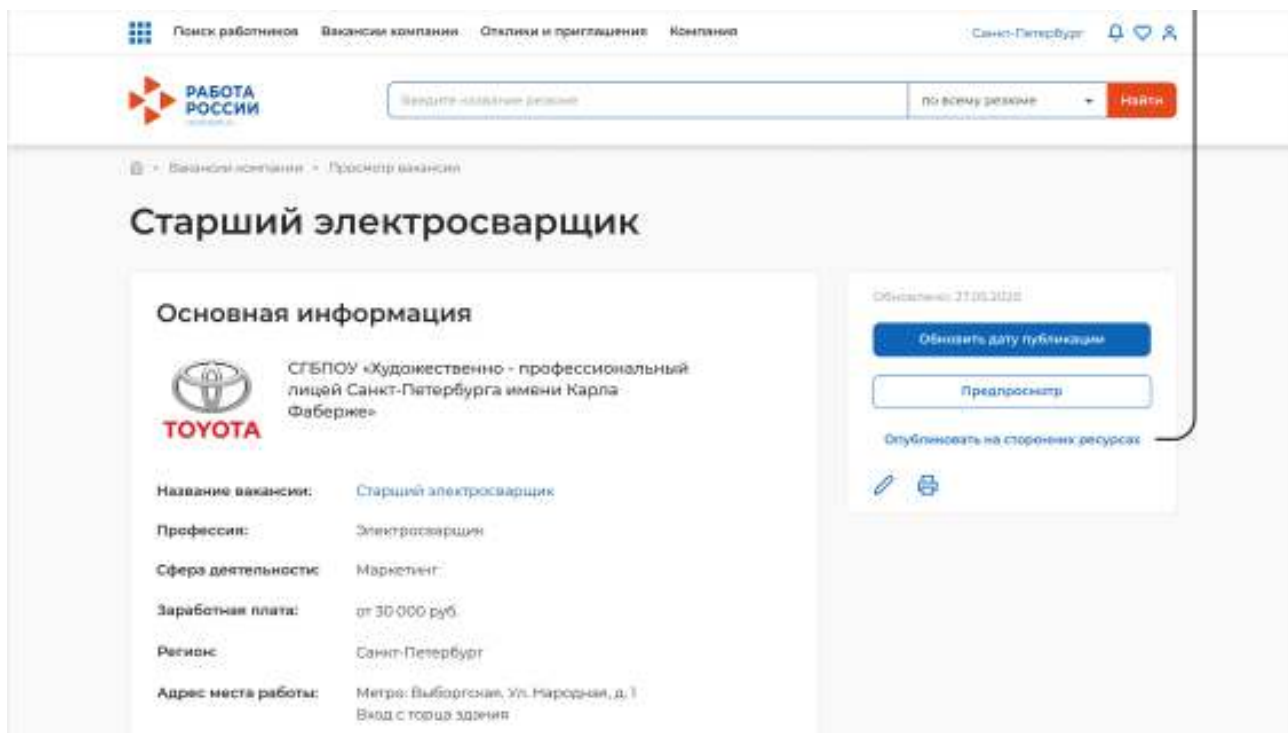 Поиск работников Вакансии компании Отклики и приглашения Компания Санкт-Петербург
РАБОТА
РОССИИ
Введите название резюме по всему резюме Найти
Вакансии компании • Просмотр вакансии
Старший электросварщик
Основная информация
TOYOTA
СГБПОУ «Художественно - профессиональный
лицей Санкт-Петербурга имени Карла
Фаберже»
Название вакансии: Старший электросварщик
Профессия: Электросварщик
Сфера деятельности: Маркетинг
Заработная плата: от 30 000 руб.
Регион: Санкт-Петербург
Адрес места работы: Метро: Выборгская. Ул. Народная, д. 1
Вход с торца здания
Обновлено: 27.05.2020
Обновить дату публикации
Предпросмотр
Опубликовать на сторонних ресурсах